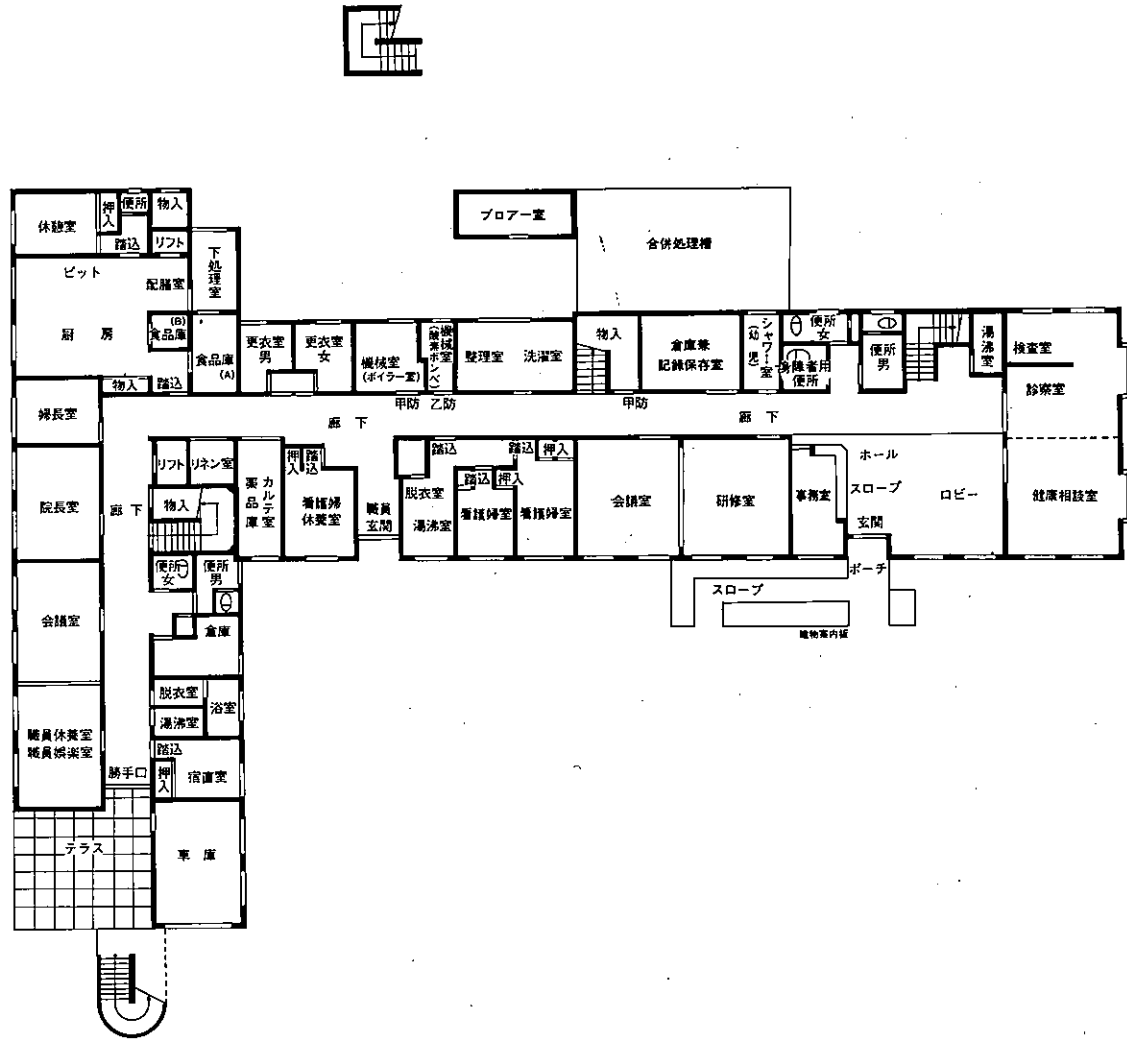 休憩室
押入
便所
物入
踏込
リフト
ピット
配膳室
下処理室
厨 房
(B)
食品庫
食品庫
(A)
物入
踏込
更衣室
男
更衣室
女
機械室
(ボイラー室)
機械室
(酸素ボンベ)
整理室
洗濯室
ブロアー室
合併処理槽
物入
倉庫兼
記録保存室
シャワー室
(幼児)
便所
女
身障者用
便所
便所
男
湯沸室
検査室
診察室
健康相談室
甲防
乙防
甲防
廊 下
廊 下
婦長室
院長室
会議室
職員休養室
職員娯楽室
廊 下
リフト
リネン室
物入
薬品庫
カルテ室
押入
踏込
看護婦
休養室
職員
玄関
脱衣室
湯沸室
踏込
踏込
看護婦室
押入
踏込
押入
看護婦室
会議室
研修室
事務室
ホール
スロープ
玄関
ロビー
ポーチ
スロープ
建物案内板
便所
女
便所
男
倉庫
脱衣室
浴室
湯沸室
踏込
押入
宿直室
勝手口
テラス
車 庫